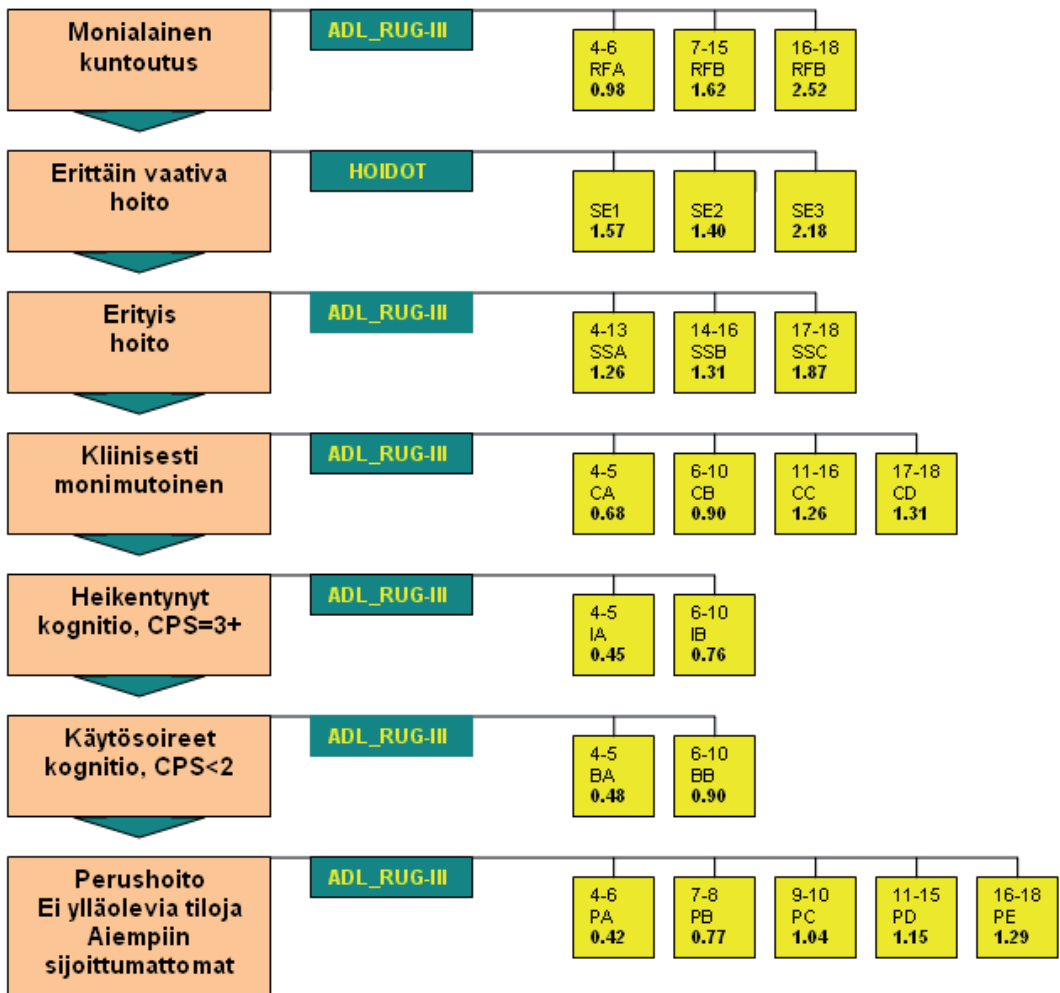 Monialainen
kuntoutus
ADL_RUG-III
4-6
RFA
0.98
7-15
RFB
1.62
16-18
RFB
2.52
Erittäin vaativa
hoito
HOIDOT
SE1
1.57
SE2
1.40
SE3
2.18
Erityis
hoito
ADL_RUG-III
4-13
SSA
1.26
14-16
SSB
1.31
17-18
SSC
1.87
Kliinisesti
monimutoinen
ADL_RUG-III
4-5
CA
0.68
6-10
CB
0.90
11-16
CC
1.26
17-18
CD
1.31
Heikentynyt
kognitio, CPS=3+
ADL_RUG-III
4-5
IA
0.45
6-10
IB
0.76
Käytösoireet
kognitio, CPS<2
ADL_RUG-III
4-5
BA
0.48
6-10
BB
0.90
Perushoito
Ei ylläolevia tiloja
Aiempiin
sijoittumattomat
ADL_RUG-III
4-6
PA
0.42
7-8
PB
0.77
9-10
PC
1.04
11-15
PD
1.15
16-18
PE
1.29